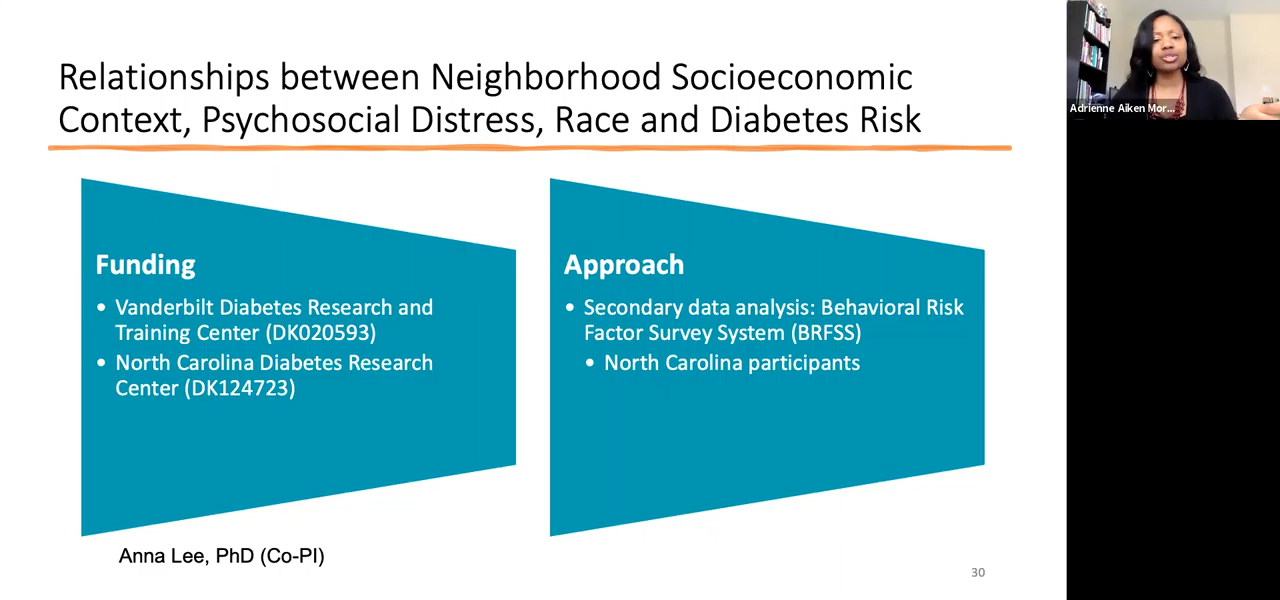 Relationships between Neighborhood Socioeconomic
Context, Psychosocial Distress, Race and Diabetes Risk
Funding
• Vanderbilt Diabetes Research and
Training Center (DK020593)
• North Carolina Diabetes Research
Center (DK124723)
Approach
• Secondary data analysis: Behavioral Risk
Factor Survey System (BRFSS)
• North Carolina participants
Anna Lee, PhD (Co-PI)
30
Adrienne Aiken Mor...